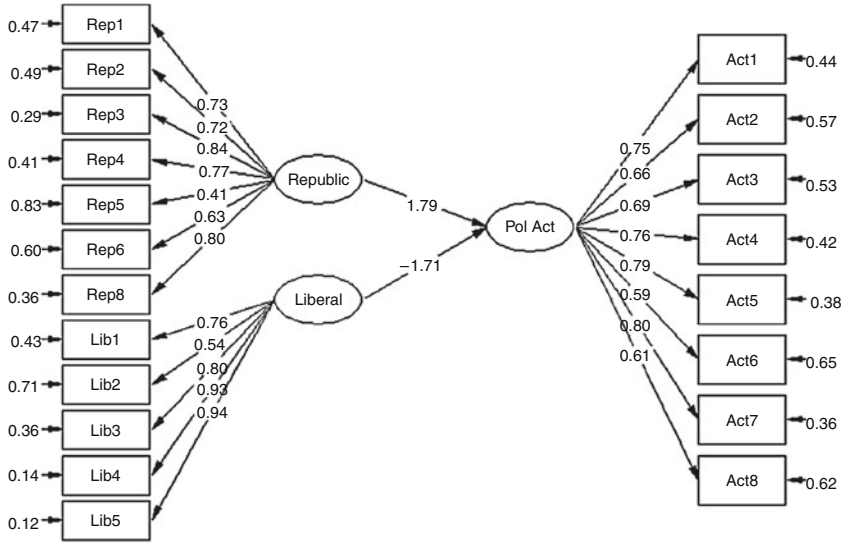 0.47
Rep1
0.49
Rep2
0.29
Rep3
0.41
Rep4
0.83
Rep5
0.60
Rep6
0.36
Rep8
0.43
Lib1
0.71
Lib2
0.36
Lib3
0.14
Lib4
0.12
Lib5
0.73
0.72
0.84
0.77
0.41
0.63
0.80
0.76
0.54
0.80
0.93
0.94
Republic
Liberal
1.79
−1.71
Pol Act
0.75
0.66
0.69
0.76
0.79
0.59
0.80
0.61
Act1
0.44
Act2
0.57
Act3
0.53
Act4
0.42
Act5
0.38
Act6
0.65
Act7
0.36
Act8
0.62